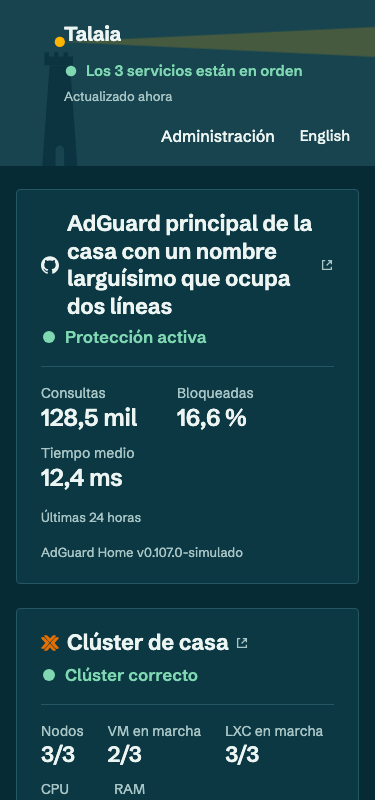 Talaia
Los 3 servicios están en orden
Actualizado ahora
Administración English
AdGuard principal de la
casa con un nombre
larguísimo que ocupa
dos líneas
Protección activa
Consultas Bloqueadas
128,5 mil 16,6 %
Tiempo medio
12,4 ms
Últimas 24 horas
AdGuard Home v0.107.0-simulado
Clúster de casa
Clúster correcto
Nodos VM en marcha LXC en marcha
3/3 2/3 3/3
CPU RAM